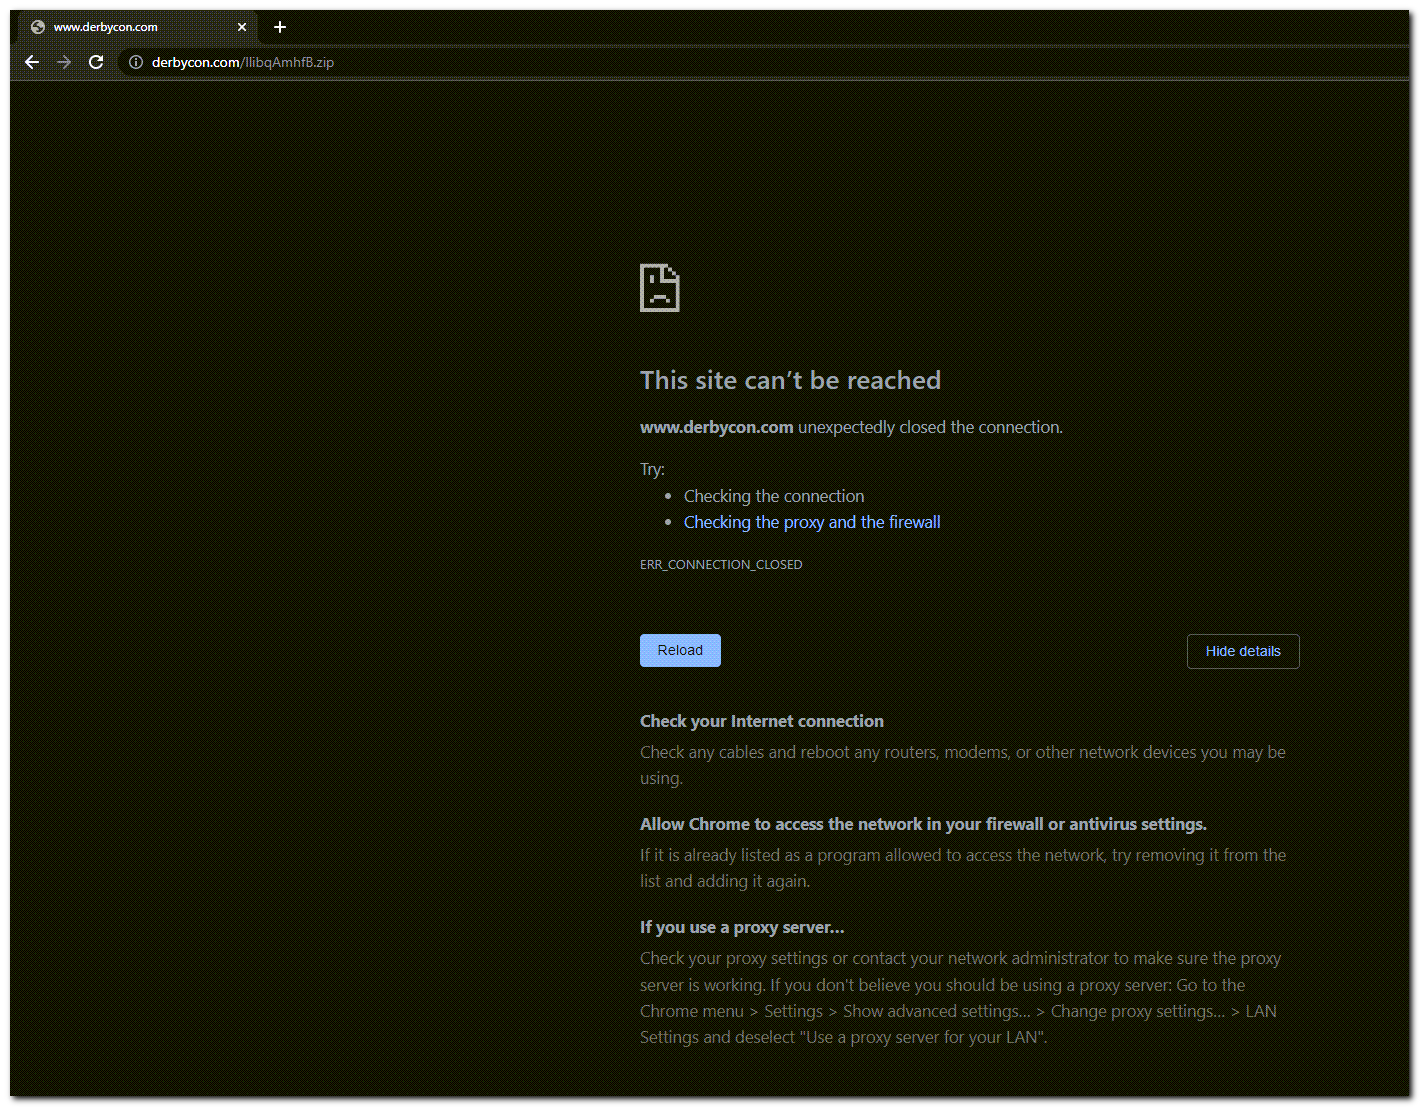 www.derbycon.com
derbycon.com/llibqAmhfB.zip
This site can’t be reached
www.derbycon.com unexpectedly closed the connection.
Try:
• Checking the connection
• Checking the proxy and the firewall
ERR_CONNECTION_CLOSED
Reload
Hide details
Check your Internet connection
Check any cables and reboot any routers, modems, or other network devices you may be
using.
Allow Chrome to access the network in your firewall or antivirus settings.
If it is already listed as a program allowed to access the network, try removing it from the
list and adding it again.
If you use a proxy server...
Check your proxy settings or contact your network administrator to make sure the proxy
server is working. If you don't believe you should be using a proxy server: Go to the
Chrome menu > Settings > Show advanced settings... > Change proxy settings... > LAN
Settings and deselect "Use a proxy server for your LAN".